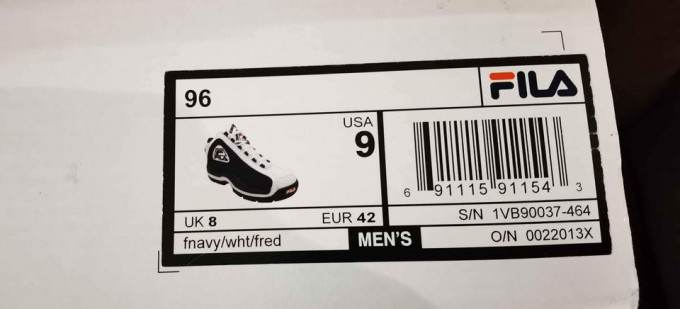 96
FILA
USA
9
UK 8
EUR 42
fnavy/wht/fred
MEN'S
6 91115 91154 3
S/N 1VB90037-464
O/N 0022013X